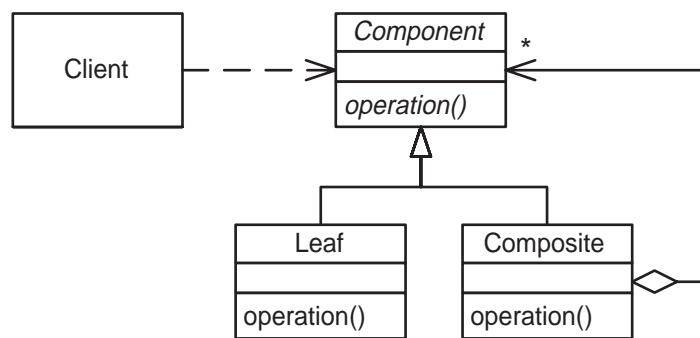 Client
Component
*
operation()
Leaf
operation()
Composite
operation()